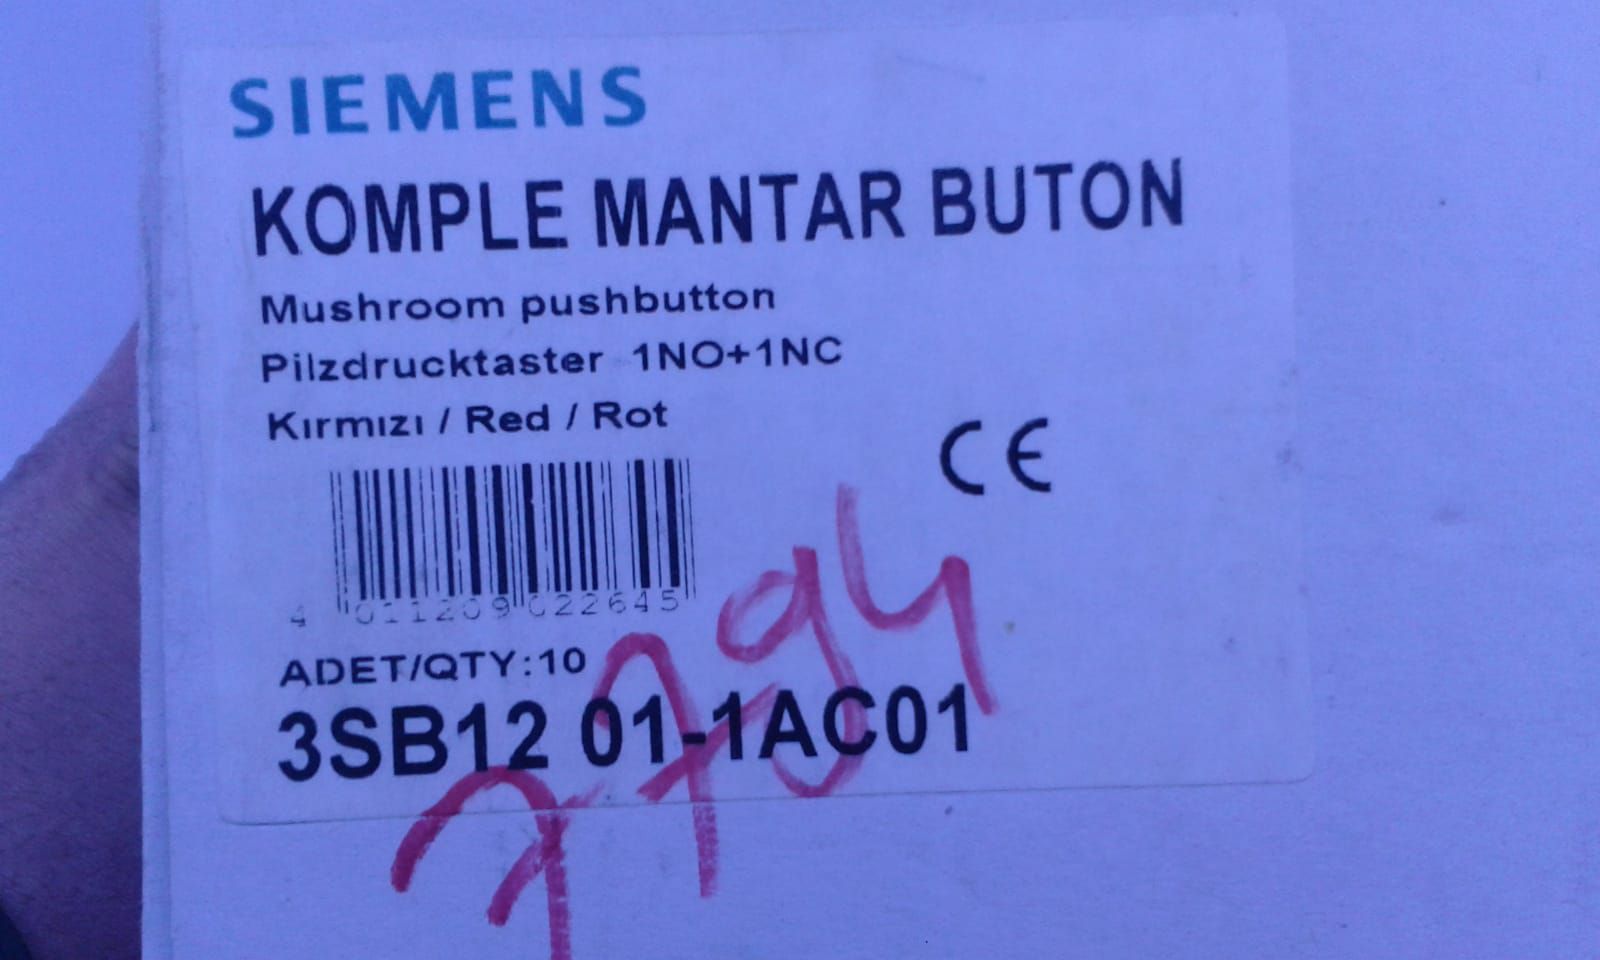 SIEMENS
KOMPLE MANTAR BUTON
Mushroom pushbutton
Pilzdrucktaster 1NO+1NC
Kırmızı / Red / Rot
CE
4 011209 022645
ADET/QTY:10
3SB12 01-1AC01
7794